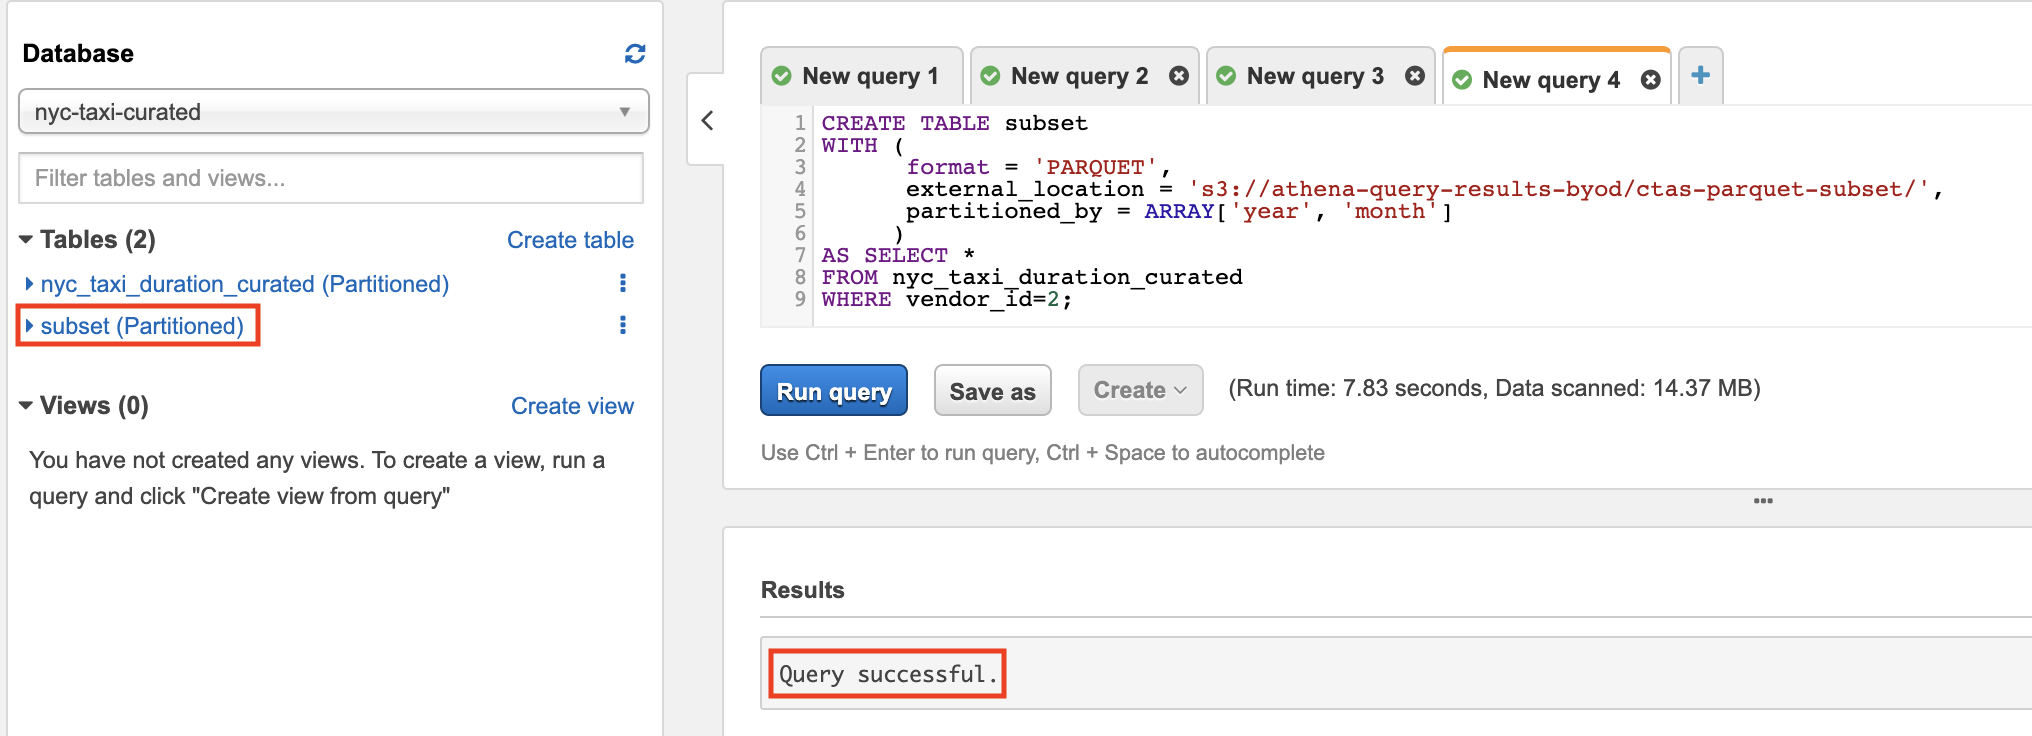 Database
nyc-taxi-curated
Filter tables and views...
Tables (2)
Create table
nyc_taxi_duration_curated (Partitioned)
subset (Partitioned)
Views (0)
Create view
You have not created any views. To create a view, run a
query and click "Create view from query"
New query 1
New query 2
New query 3
New query 4
1 CREATE TABLE subset
2 WITH (
3 format = 'PARQUET',
4 external_location = 's3://athena-query-results-byod/ctas-parquet-subset/',
5 partitioned_by = ARRAY['year', 'month']
6 )
7 AS SELECT *
8 FROM nyc_taxi_duration_curated
9 WHERE vendor_id=2;
Run query
Save as
Create
(Run time: 7.83 seconds, Data scanned: 14.37 MB)
Use Ctrl + Enter to run query, Ctrl + Space to autocomplete
Results
Query successful.